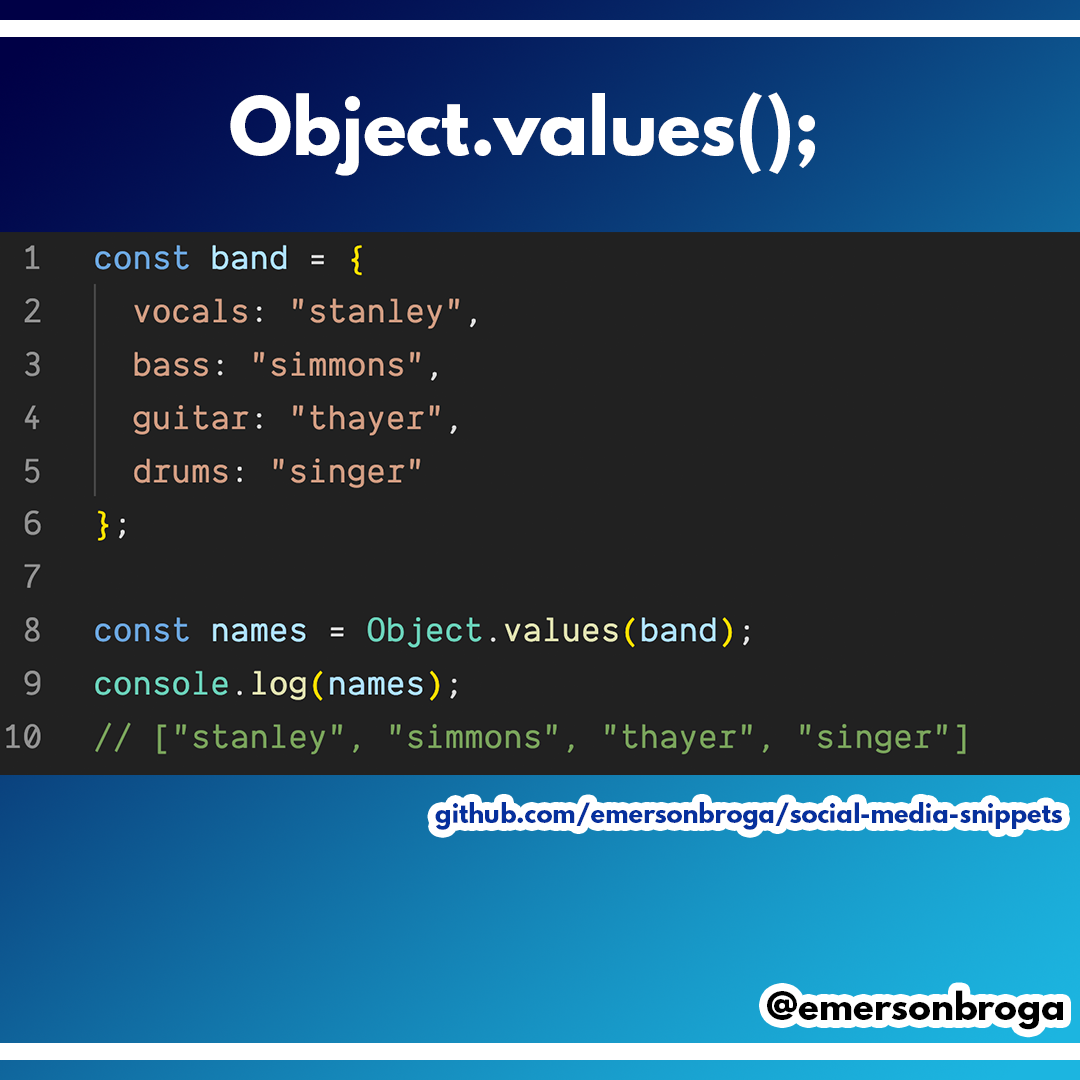 Object.values();
1 const band = {
2   vocals: "stanley",
3   bass: "simmons",
4   guitar: "thayer",
5   drums: "singer"
6 };
7
8 const names = Object.values(band);
9 console.log(names);
10 // ["stanley", "simmons", "thayer", "singer"]
github.com/emersonbroga/social-media-snippets
@emersonbroga